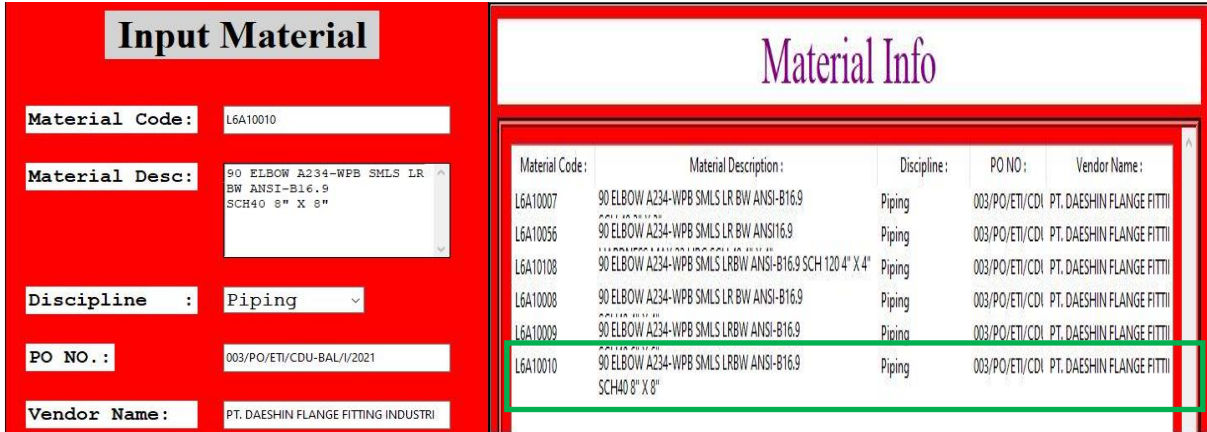 Input Material
Material Code:
L6A10010
Material Desc:
90 ELBOW A234-WPB SMLS LR
BW ANSI-B16.9
SCH40 8" X 8"
Discipline :
Piping
PO NO.:
003/PO/ETI/CDU-BAL/I/2021
Vendor Name:
PT. DAESHIN FLANGE FITTING INDUSTRI
Material Info
Material Code : Material Description : Discipline : PO NO : Vendor Name :
L6A10007 90 ELBOW A234-WPB SMLS LR BW ANSI-B16.9 Piping 003/PO/ETI/CDU PT. DAESHIN FLANGE FITTII
L6A10056 90 ELBOW A234-WPB SMLS LR BW ANSI16.9 Piping 003/PO/ETI/CDU PT. DAESHIN FLANGE FITTII
L6A10108 90 ELBOW A234-WPB SMLS LRBW ANSI-B16.9 SCH 120 4" X 4" Piping 003/PO/ETI/CDU PT. DAESHIN FLANGE FITTII
L6A10008 90 ELBOW A234-WPB SMLS LR BW ANSI-B16.9 Piping 003/PO/ETI/CDU PT. DAESHIN FLANGE FITTII
L6A10009 90 ELBOW A234-WPB SMLS LRBW ANSI-B16.9 Piping 003/PO/ETI/CDU PT. DAESHIN FLANGE FITTII
L6A10010 90 ELBOW A234-WPB SMLS LRBW ANSI-B16.9 Piping 003/PO/ETI/CDU PT. DAESHIN FLANGE FITTII
SCH40 8" X 8"